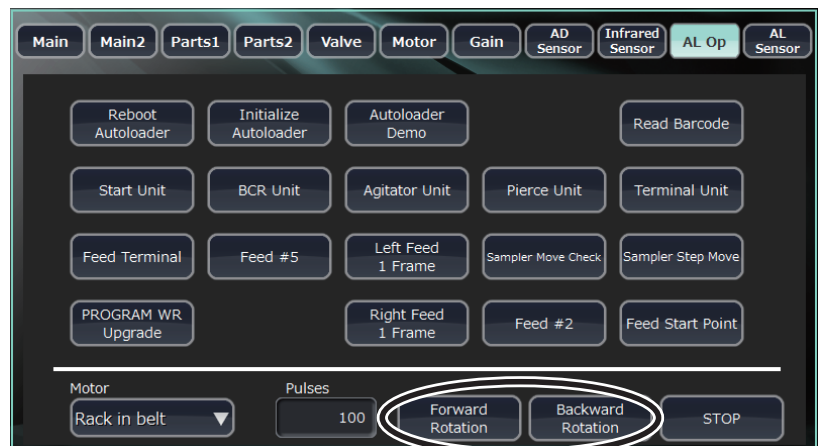 Main Main2 Parts1 Parts2 Valve Motor Gain AD Sensor Infrared Sensor AL Op AL Sensor
Reboot Autoloader Initialize Autoloader Autoloader Demo Read Barcode
Start Unit BCR Unit Agitator Unit Pierce Unit Terminal Unit
Feed Terminal Feed #5 Left Feed 1 Frame Sampler Move Check Sampler Step Move
PROGRAM WR Upgrade Right Feed 1 Frame Feed #2 Feed Start Point
Motor Pulses
Rack in belt 100 Forward Rotation Backward Rotation STOP